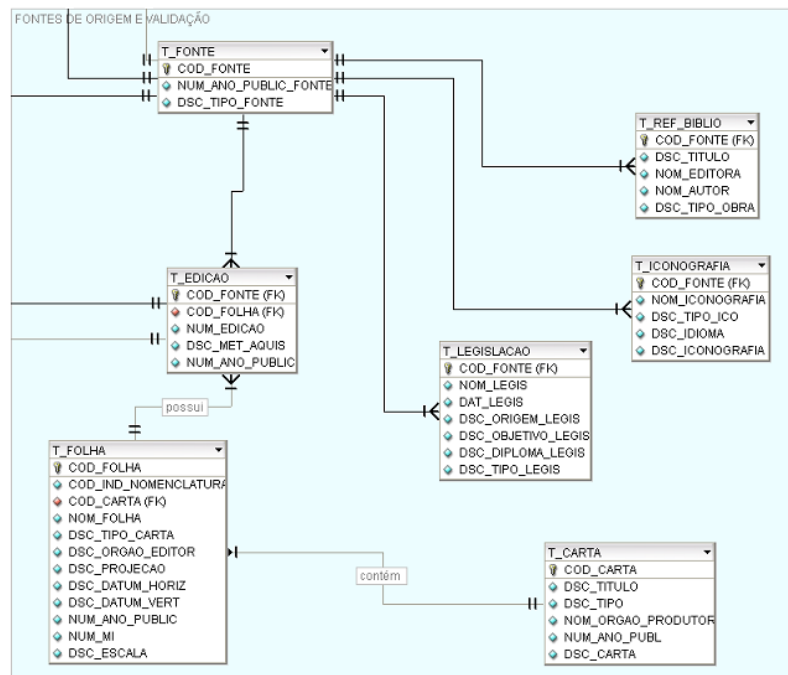 FONTES DE ORIGEM E VALIDAÇÃO
T_FONTE
COD_FONTE
NUM_ANO_PUBLIC_FONTE
DSC_TIPO_FONTE
T_REF_BIBLIO
COD_FONTE (FK)
DSC_TITULO
NOM_EDITORA
NOM_AUTOR
DSC_TIPO_OBRA
T_EDICAO
COD_FONTE (FK)
COD_FOLHA (FK)
NUM_EDICAO
DSC_MET_AQUIS
NUM_ANO_PUBLIC
T_ICONOGRAFIA
COD_FONTE (FK)
NOM_ICONOGRAFIA
DSC_TIPO_ICO
DSC_IDIOMA
DSC_ICONOGRAFIA
T_LEGISLACAO
COD_FONTE (FK)
NOM_LEGIS
DAT_LEGIS
DSC_ORIGEM_LEGIS
DSC_OBJETIVO_LEGIS
DSC_DIPLOMA_LEGIS
DSC_TIPO_LEGIS
possui
T_FOLHA
COD_FOLHA
COD_IND_NOMENCLATURA
COD_CARTA (FK)
NOM_FOLHA
DSC_TIPO_CARTA
DSC_ORGAO_EDITOR
DSC_PROJECAO
DSC_DATUM_HORIZ
DSC_DATUM_VERT
NUM_ANO_PUBLIC
NUM_MI
DSC_ESCALA
contém
T_CARTA
COD_CARTA
DSC_TITULO
DSC_TIPO
NOM_ORGAO_PRODUTOR
NUM_ANO_PUBL
DSC_CARTA